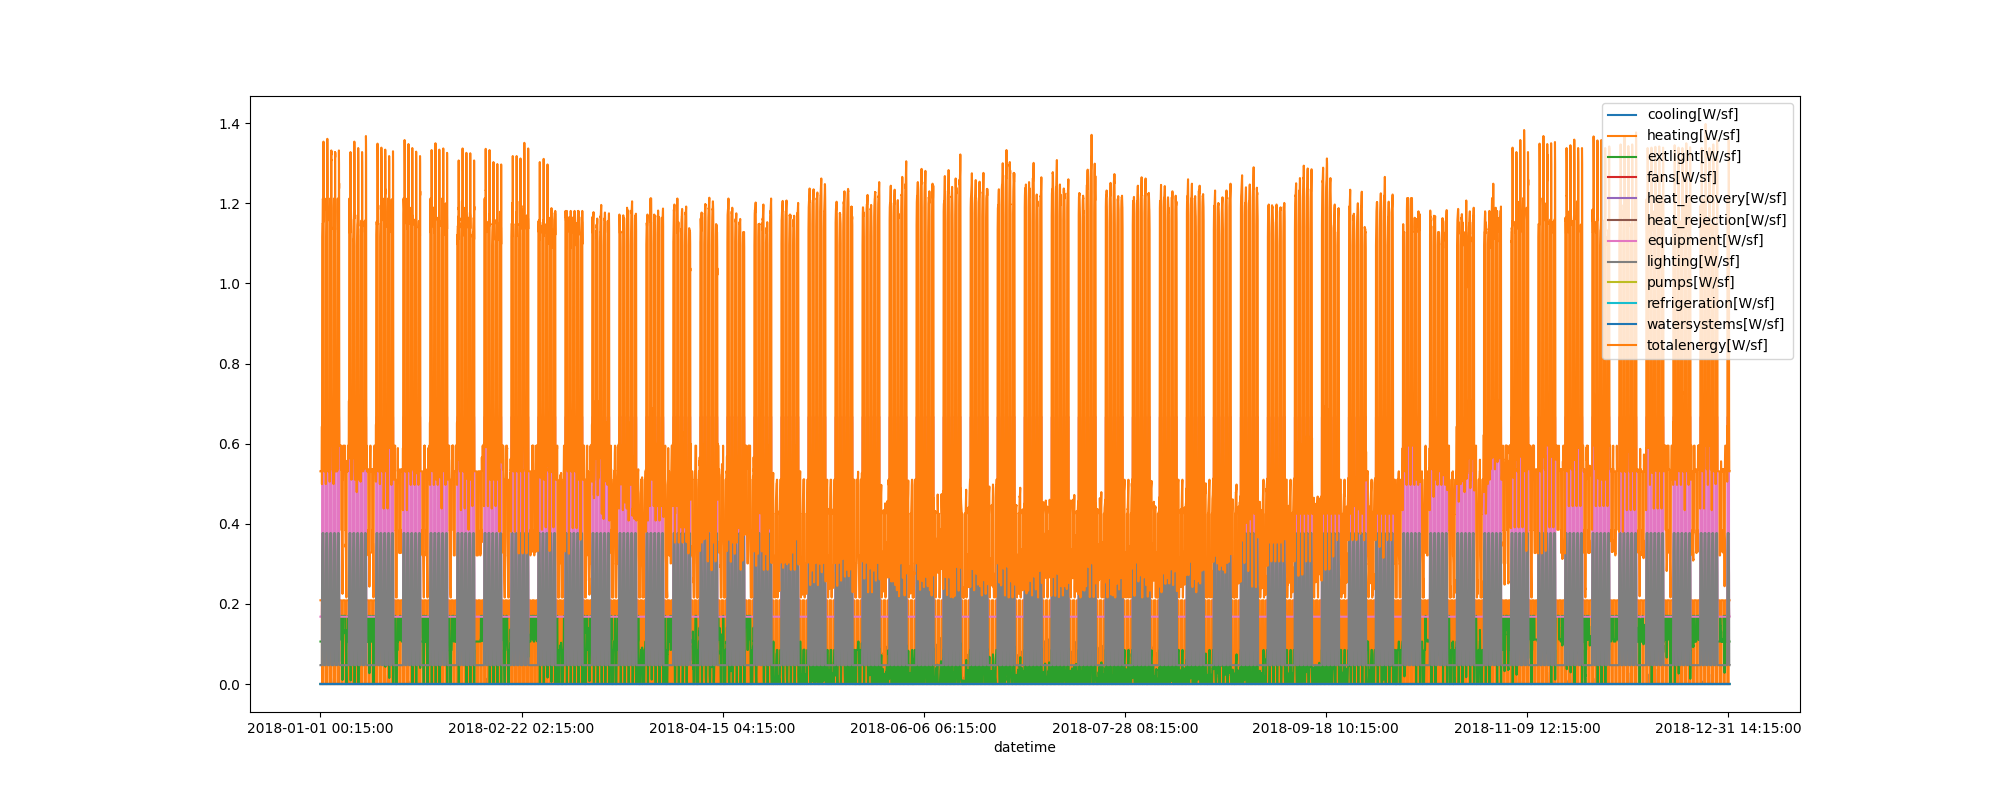 1.4
1.2
1.0
0.8
0.6
0.4
0.2
0.0
cooling[W/sf]
heating[W/sf]
extlight[W/sf]
fans[W/sf]
heat_recovery[W/sf]
heat_rejection[W/sf]
equipment[W/sf]
lighting[W/sf]
pumps[W/sf]
refrigeration[W/sf]
watersystems[W/sf]
totalenergy[W/sf]
2018-01-01 00:15:00 2018-02-22 02:15:00 2018-04-15 04:15:00 2018-06-06 06:15:00 2018-07-28 08:15:00 2018-09-18 10:15:00 2018-11-09 12:15:00 2018-12-31 14:15:00
datetime